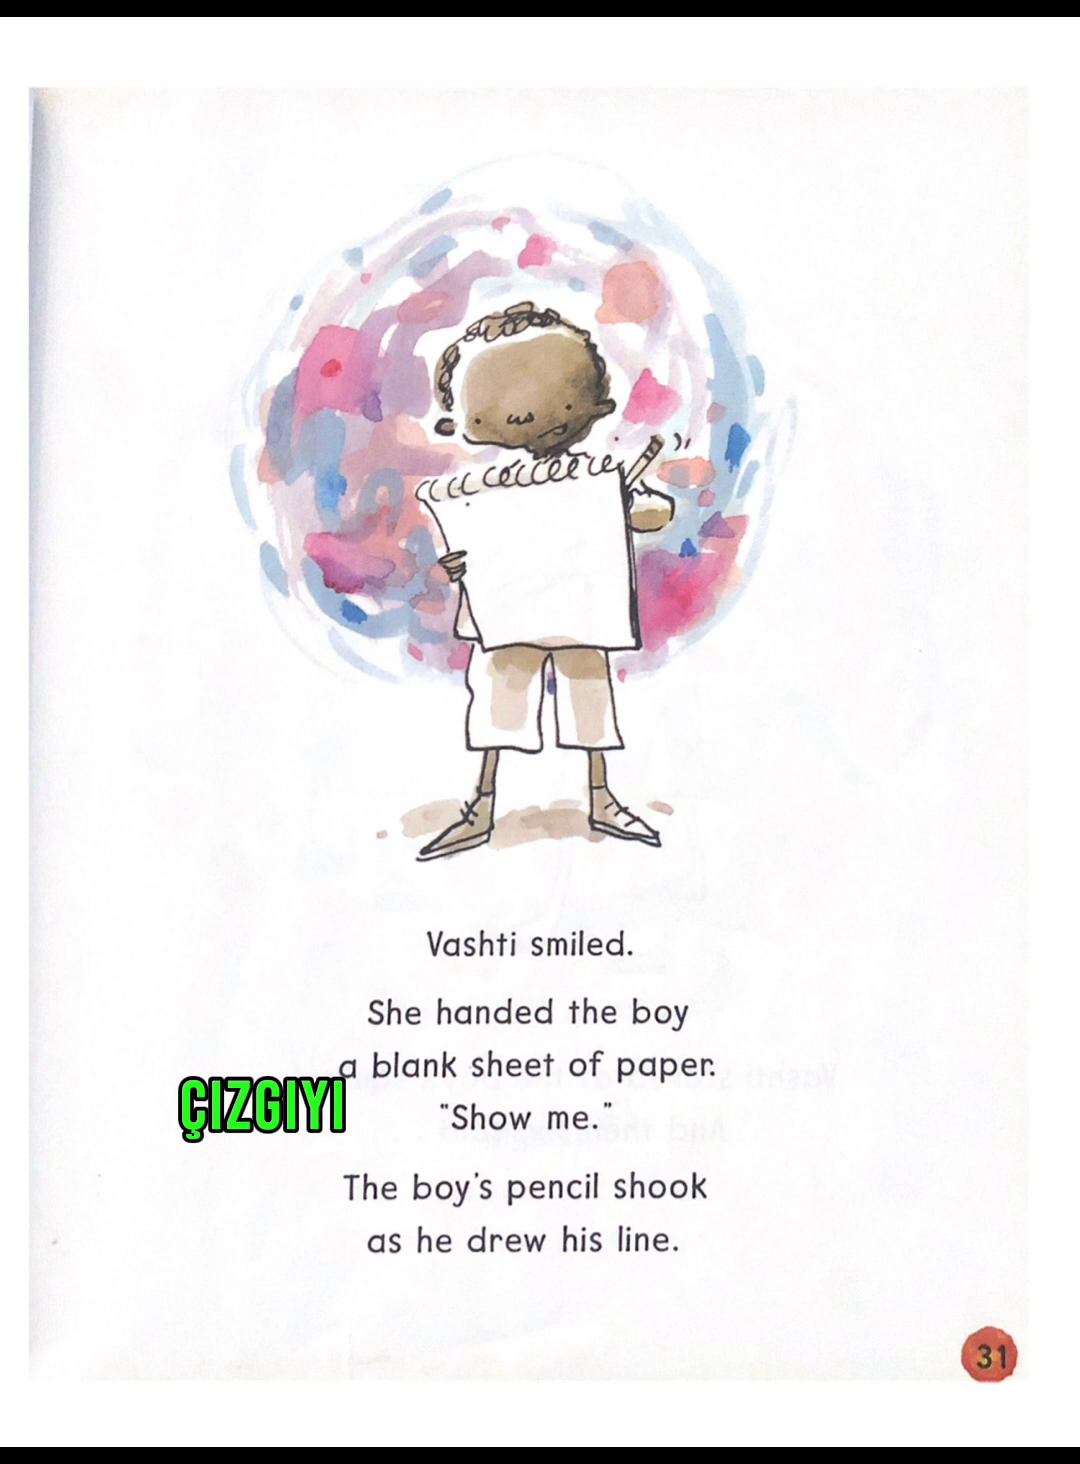 Vashti smiled.
She handed the boy
a blank sheet of paper.
ÇIZGIYI
"Show me."
The boy's pencil shook
as he drew his line.
31